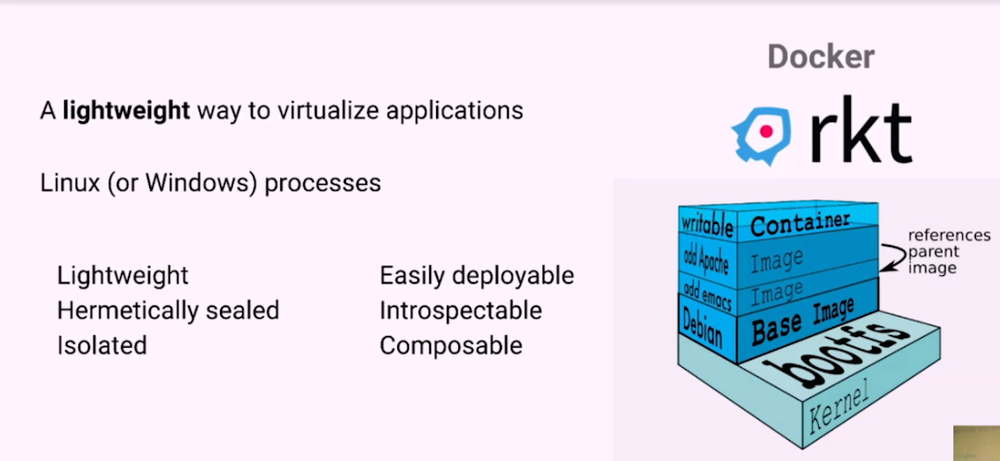 A lightweight way to virtualize applications
Linux (or Windows) processes
Lightweight
Hermetically sealed
Isolated
Easily deployable
Introspectable
Composable
Docker
rkt
writable Container
add Apache Image
add emacs Image
Debian Base Image
bootfs
Kernel
references
parent
image